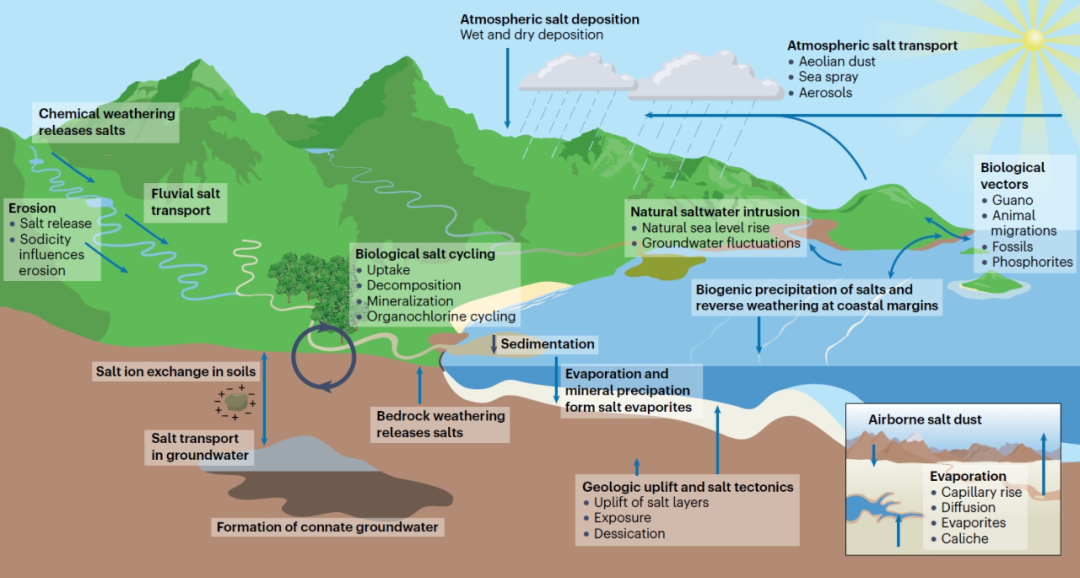 Atmospheric salt deposition
Wet and dry deposition
Atmospheric salt transport
• Aeolian dust
• Sea spray
• Aerosols
Chemical weathering
releases salts
Fluvial salt
transport
Erosion
• Salt release
• Sodicity
influences
erosion
Biological
vectors
• Guano
• Animal
migrations
• Fossils
• Phosphorites
Natural saltwater intrusion
• Natural sea level rise
• Groundwater fluctuations
Biological salt cycling
• Uptake
• Decomposition
• Mineralization
• Organochlorine cycling
Biogenic precipitation of salts and
reverse weathering at coastal margins
Sedimentation
Salt ion exchange in soils
Evaporation and
mineral precipation
form salt evaporites
Bedrock weathering
releases salts
Salt transport
in groundwater
Formation of connate groundwater
Geologic uplift and salt tectonics
• Uplift of salt layers
• Exposure
• Dessication
Airborne salt dust
Evaporation
• Capillary rise
• Diffusion
• Evaporites
• Caliche